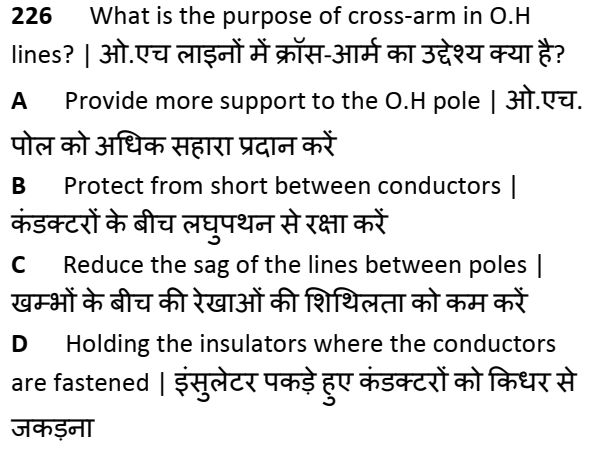 226 What is the purpose of cross-arm in O.H
lines? | ओ.एच लाइनों में क्रॉस-आर्म का उद्देश्य क्या है?
A Provide more support to the O.H pole | ओ.एच.
पोल को अधिक सहारा प्रदान करें
B Protect from short between conductors |
कंडक्टरों के बीच लघुपथन से रक्षा करें
C Reduce the sag of the lines between poles |
खम्भों के बीच की रेखाओं की शिथिलता को कम करें
D Holding the insulators where the conductors
are fastened | इंसुलेटर पकड़े हुए कंडक्टरों को किधर से
जकड़ना